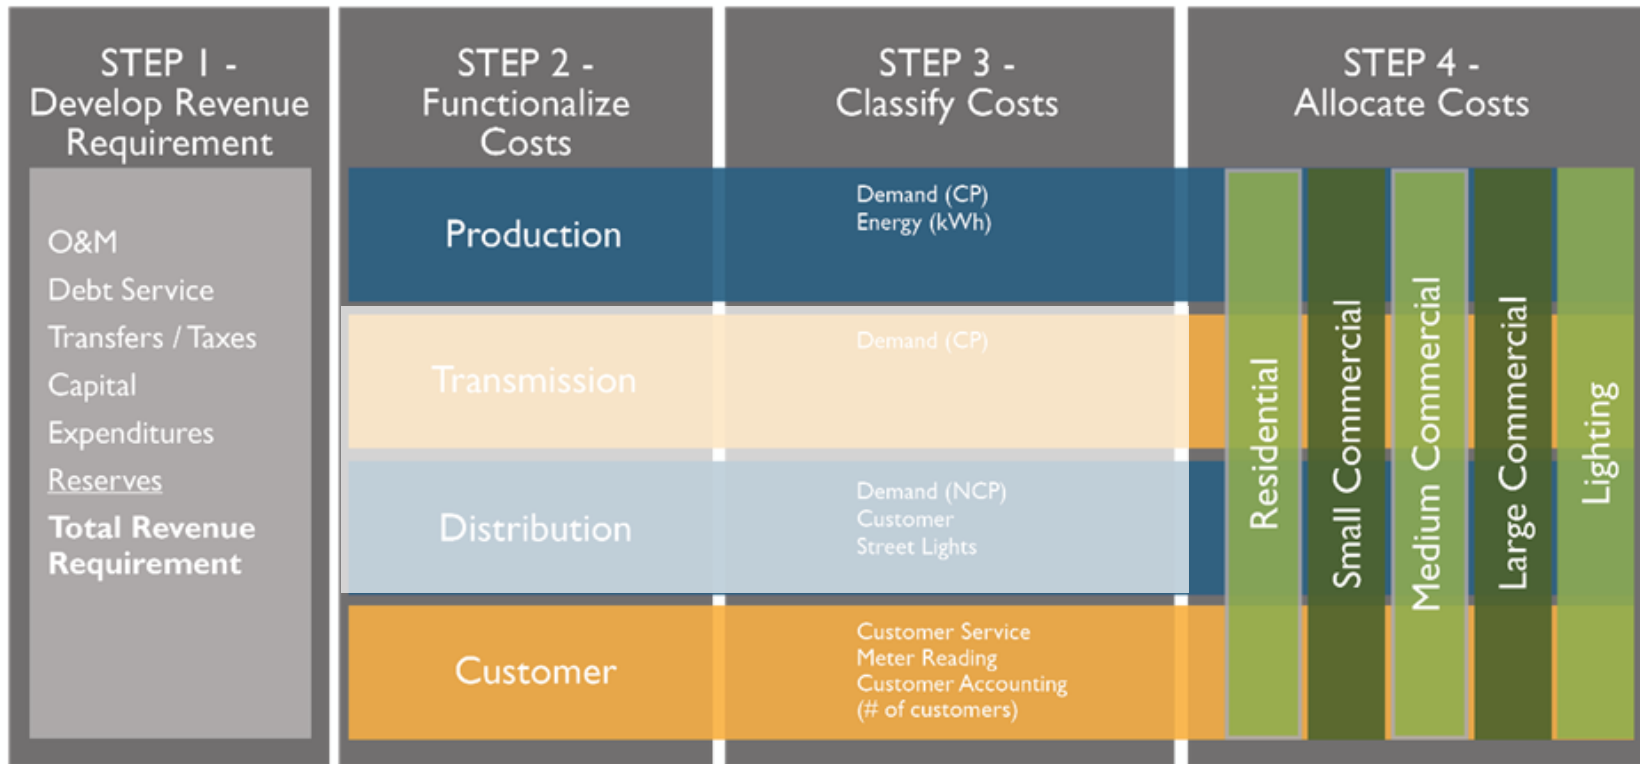 STEP 1 -
Develop Revenue
Requirement
O&M
Debt Service
Transfers / Taxes
Capital
Expenditures
Reserves
Total Revenue
Requirement
STEP 2 -
Functionalize
Costs
Production
Transmission
Distribution
Customer
STEP 3 -
Classify Costs
Demand (CP)
Energy (kWh)
Demand (CP)
Demand (NCP)
Customer
Street Lights
Customer Service
Meter Reading
Customer Accounting
(# of customers)
STEP 4 -
Allocate Costs
Residential
Small Commercial
Medium Commercial
Large Commercial
Lighting